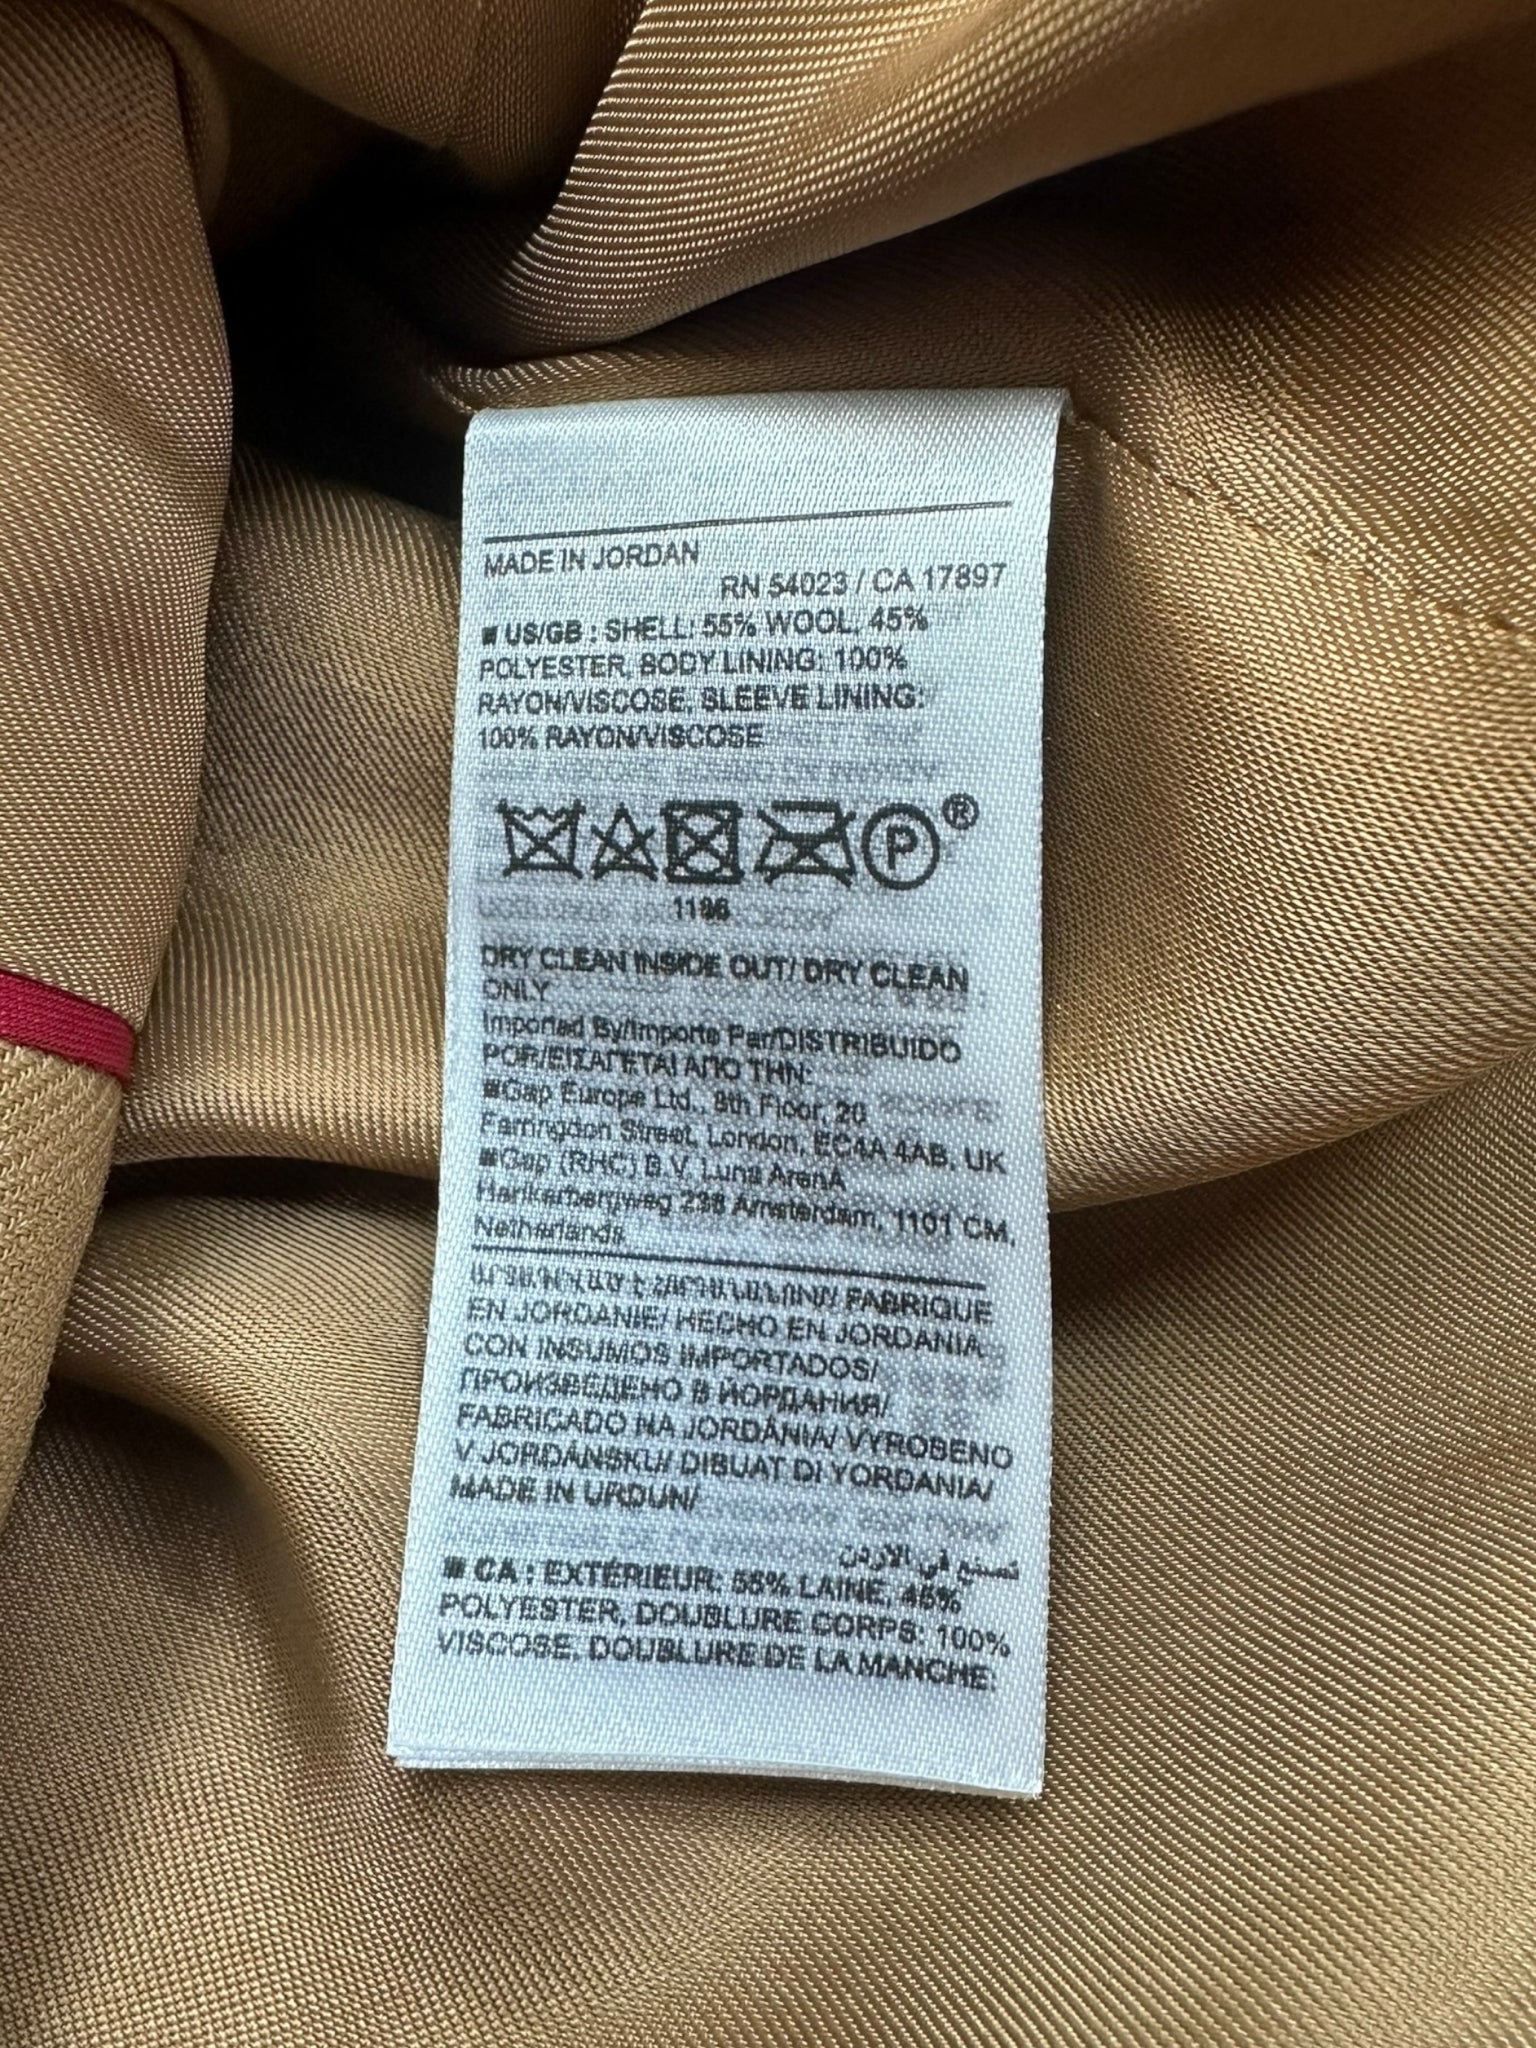 MADE IN JORDAN
RN 54023 / CA 17897
■ US/GB : SHELL: 55% WOOL, 45%
POLYESTER, BODY LINING: 100%
RAYON/VISCOSE, SLEEVE LINING:
100% RAYON/VISCOSE
P ®
1186
DRY CLEAN INSIDE OUT/ DRY CLEAN
ONLY
Imported By/Importe Par/DISTRIBUIDO
POR/ΕΙΣΑΓΕΤΑΙ ΑΠΟ ΤΗΝ:
■Gap Europe Ltd., 8th Floor, 20
Farringdon Street, London, EC4A 4AB, UK
■Gap (RHC) B.V, Luna ArenA
Harikerbergweg 238 Amsterdam, 1101 CM,
Netherlands
FABRIQUE
EN JORDANIE/ HECHO EN JORDANIA
CON INSUMOS IMPORTADOS/
ПРОИЗВЕДЕНО В ЙОРДАНИЯ/
FABRICADO NA JORDÂNIA/ VYROBENO
V JORDÁNSKU/ DIBUAT DI YORDANIA/
MADE IN URDUN/
تصنع في الاردن
■ CA : EXTÉRIEUR: 55% LAINE, 45%
POLYESTER, DOUBLURE CORPS: 100%
VISCOSE, DOUBLURE DE LA MANCHE: